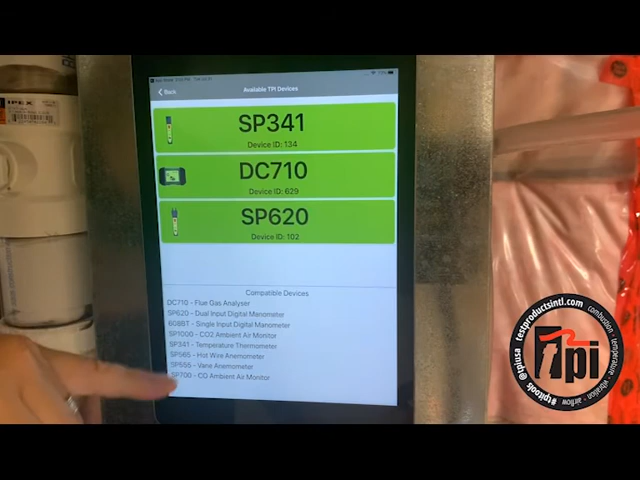 Back
Available TPI Devices
SP341
Device ID: 134
DC710
Device ID: 629
SP620
Device ID: 102
Compatible Devices
DC710 - Flue Gas Analyser
SP620 - Dual Input Digital Manometer
608BT - Single Input Digital Manometer
SP1000 - CO2 Ambient Air Monitor
SP341 - Temperature Thermometer
SP565 - Hot Wire Anemometer
SP555 - Vane Anemometer
SP700 - CO Ambient Air Monitor
IPEX
testproductsintl.com
combustion - temperature - vibration - airflow
#tpitools @tpiusa
Tpi